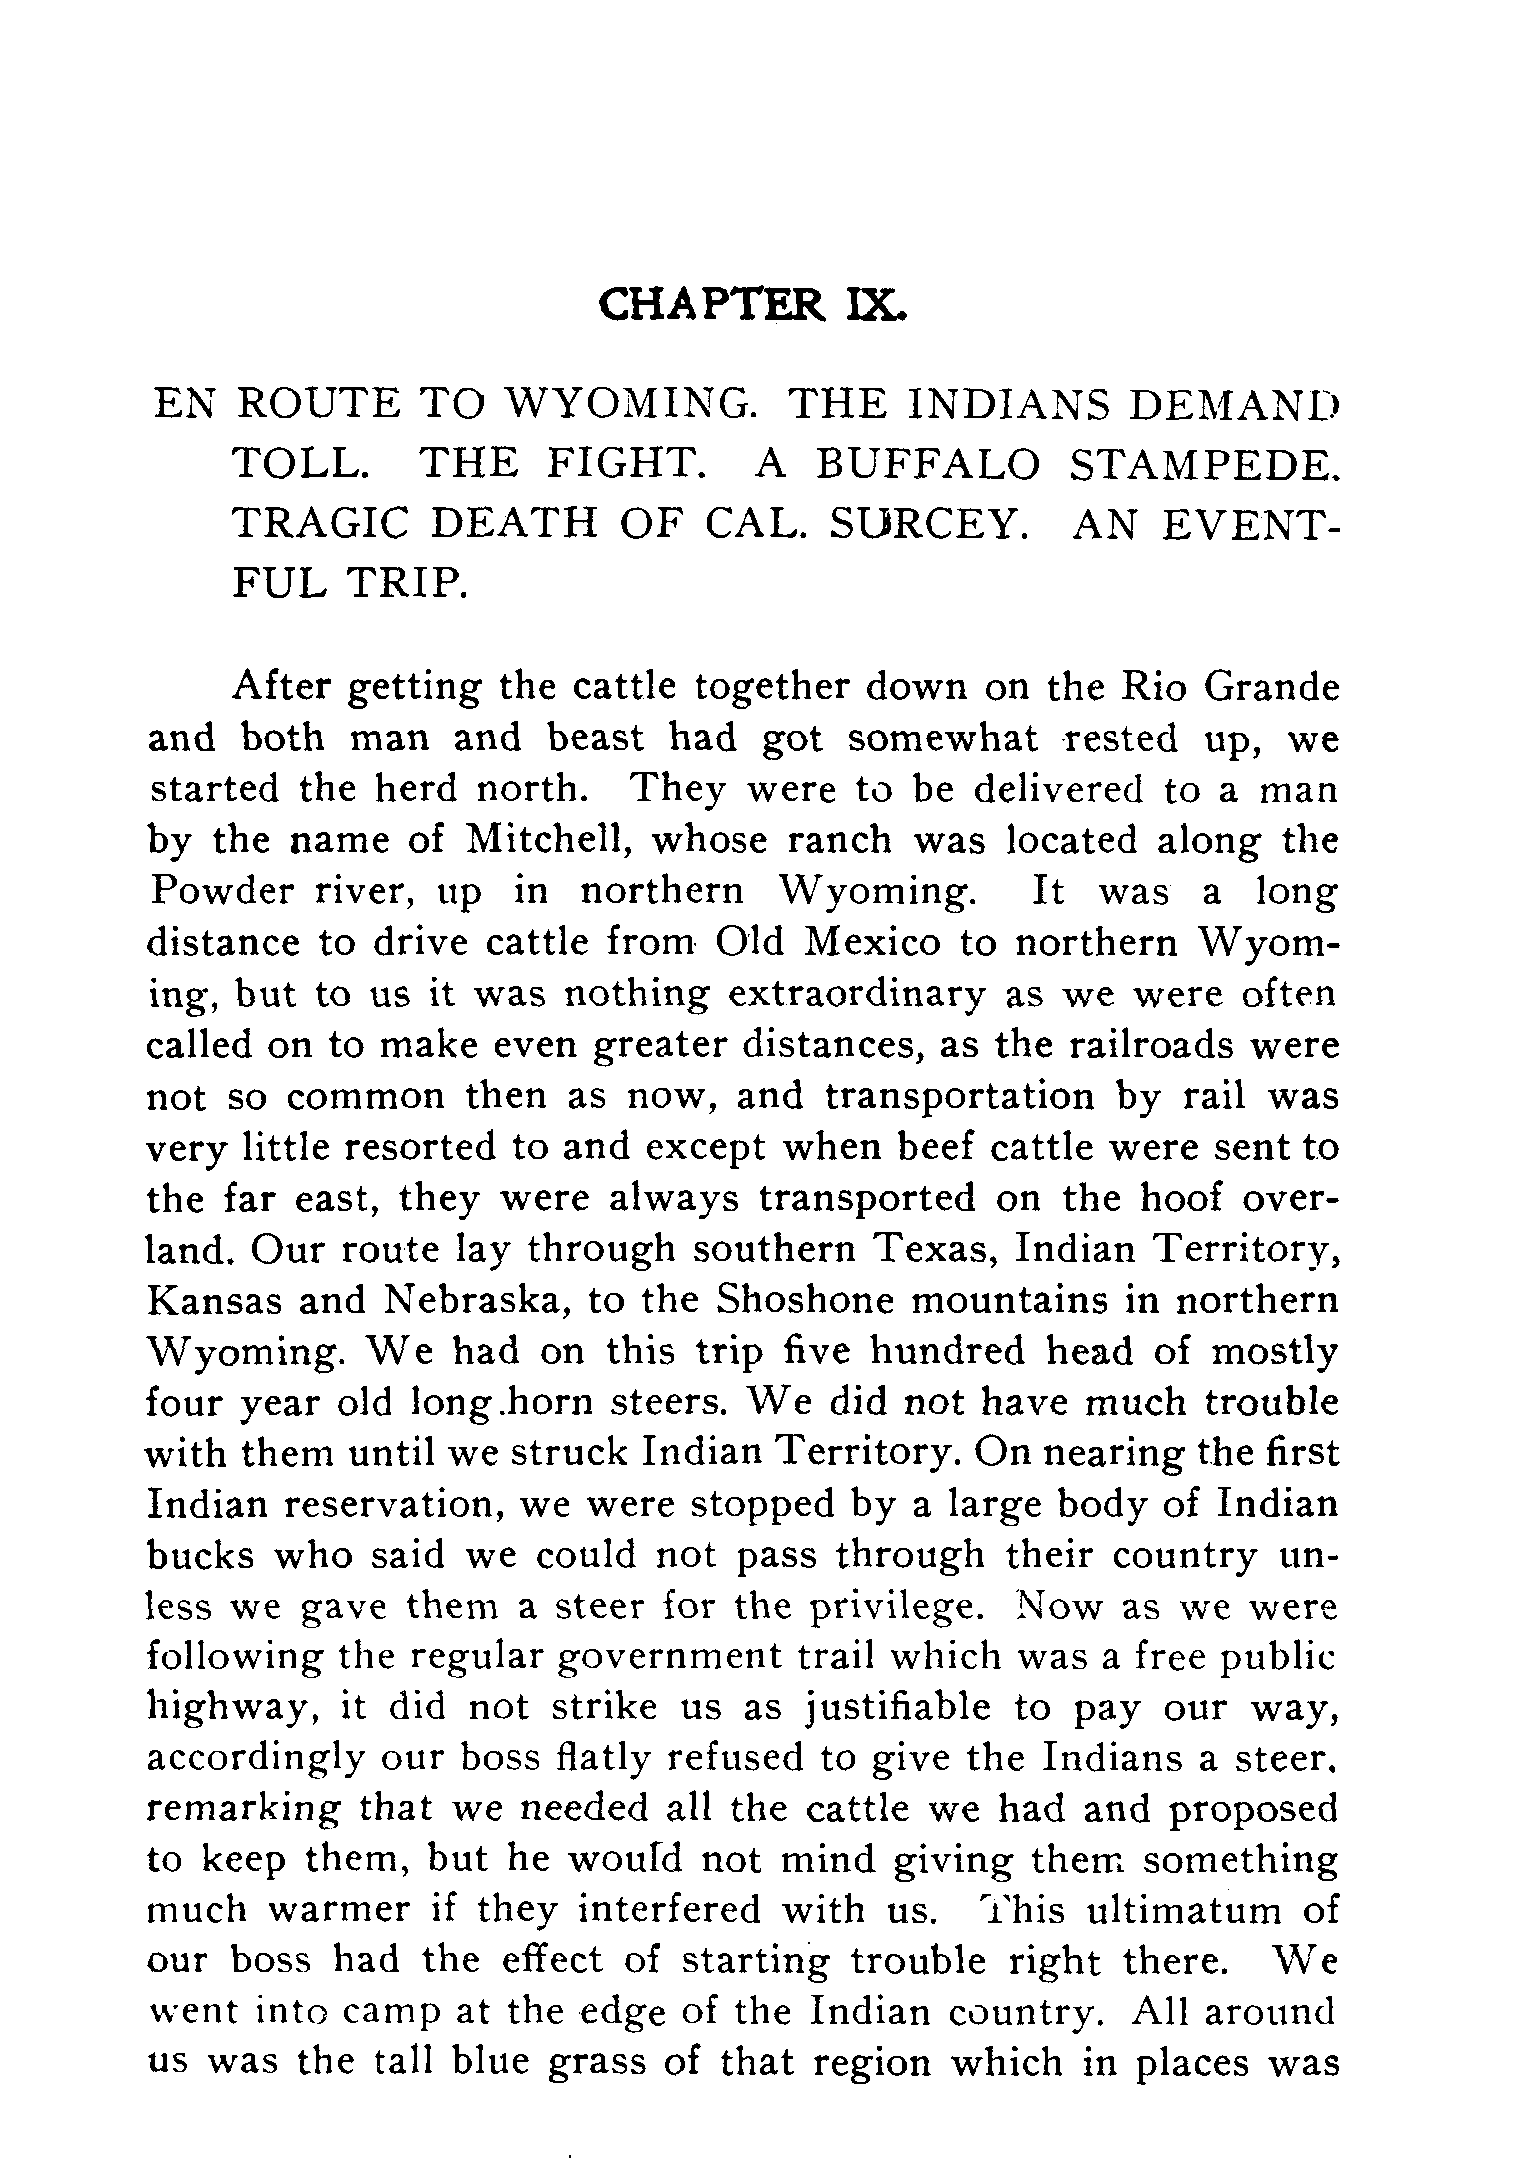 CHAPTER IX.
EN ROUTE TO WYOMING. THE INDIANS DEMAND
TOLL. THE FIGHT. A BUFFALO STAMPEDE.
TRAGIC DEATH OF CAL. SURCEY. AN EVENT-
FUL TRIP.
After getting the cattle together down on the Rio Grande
and both man and beast had got somewhat rested up, we
started the herd north. They were to be delivered to a man
by the name of Mitchell, whose ranch was located along the
Powder river, up in northern Wyoming. It was a long
distance to drive cattle from Old Mexico to northern Wyom-
ing, but to us it was nothing extraordinary as we were often
called on to make even greater distances, as the railroads were
not so common then as now, and transportation by rail was
very little resorted to and except when beef cattle were sent to
the far east, they were always transported on the hoof over-
land. Our route lay through southern Texas, Indian Territory,
Kansas and Nebraska, to the Shoshone mountains in northern
Wyoming. We had on this trip five hundred head of mostly
four year old long horn steers. We did not have much trouble
with them until we struck Indian Territory. On nearing the first
Indian reservation, we were stopped by a large body of Indian
bucks who said we could not pass through their country un-
less we gave them a steer for the privilege. Now as we were
following the regular government trail which was a free public
highway, it did not strike us as justifiable to pay our way,
accordingly our boss flatly refused to give the Indians a steer.
remarking that we needed all the cattle we had and proposed
to keep them, but he would not mind giving them something
much warmer if they interfered with us. This ultimatum of
our boss had the effect of starting trouble right there. We
went into camp at the edge of the Indian country. All around
us was the tall blue grass of that region which in places was